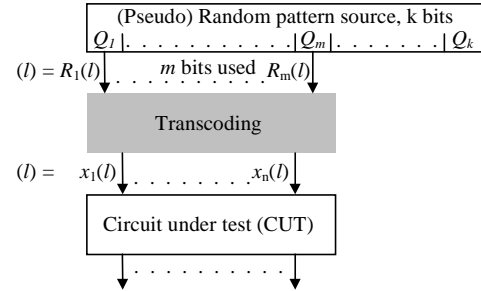 (Pseudo) Random pattern source, k bits
Q1 . . . . . . . . . . . . . . . Qm . . . . . . . . Qk
(l) = R1(l) . . . m bits used . . . Rm(l)
Transcoding
(l) = x1(l) . . . . . . . . xn(l)
Circuit under test (CUT)
. . . . . . . . . . .